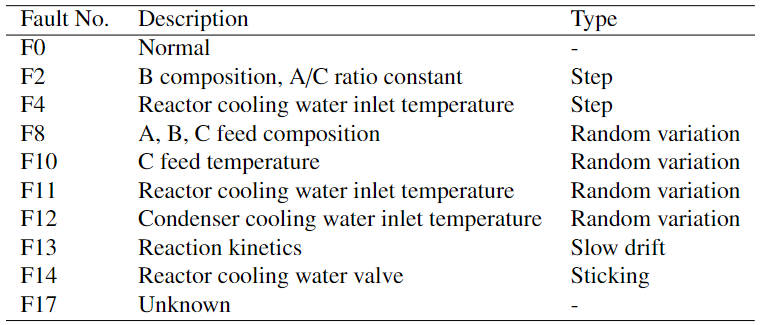 Fault No. Description Type
F0 Normal -
F2 B composition, A/C ratio constant Step
F4 Reactor cooling water inlet temperature Step
F8 A, B, C feed composition Random variation
F10 C feed temperature Random variation
F11 Reactor cooling water inlet temperature Random variation
F12 Condenser cooling water inlet temperature Random variation
F13 Reaction kinetics Slow drift
F14 Reactor cooling water valve Sticking
F17 Unknown -